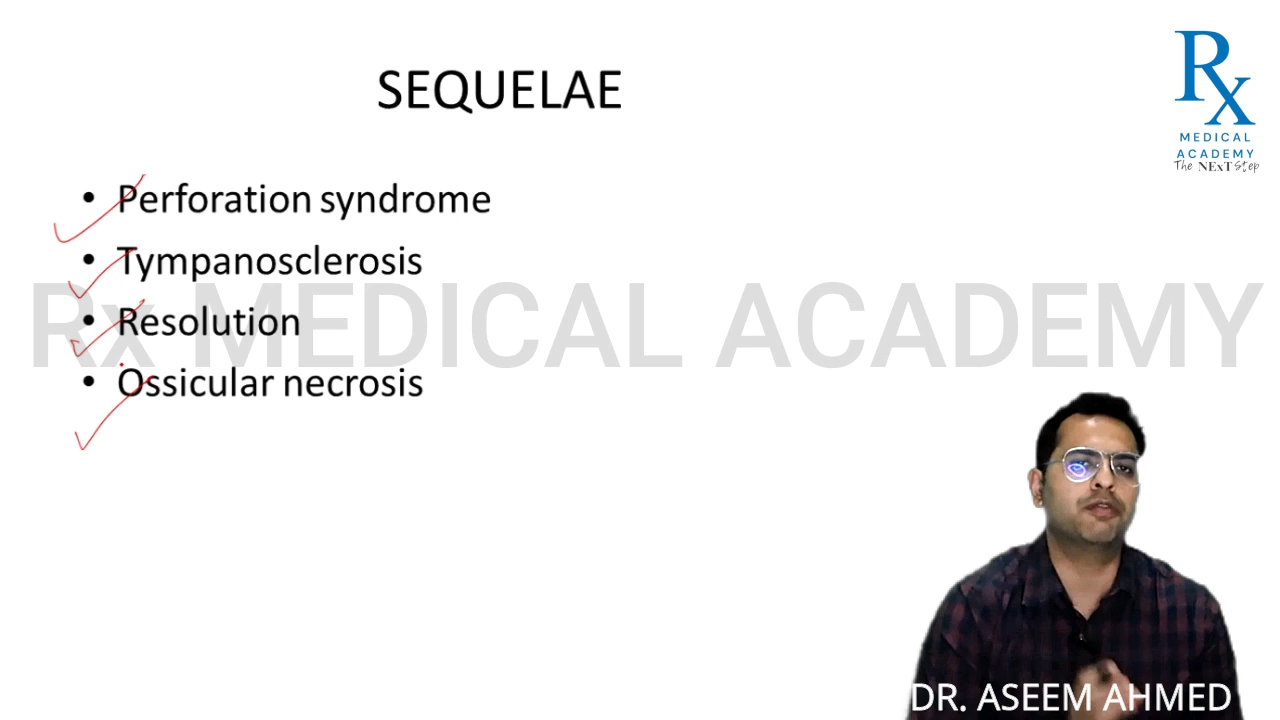 SEQUELAE
Rx
MEDICAL
ACADEMY
The NExT Step
• Perforation syndrome
• Tympanosclerosis
• Resolution
• Ossicular necrosis
Rx MEDICAL ACADEMY
DR. ASEEM AHMED